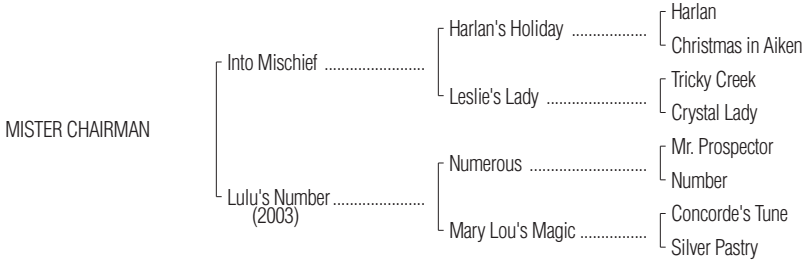 Harlan
Harlan's Holiday ..................
Christmas in Aiken
Into Mischief ........................
Tricky Creek
Leslie's Lady .........................
Crystal Lady
MISTER CHAIRMAN
Mr. Prospector
Numerous ............................
Number
Lulu's Number ......................
(2003)
Concorde's Tune
Mary Lou's Magic ................
Silver Pastry